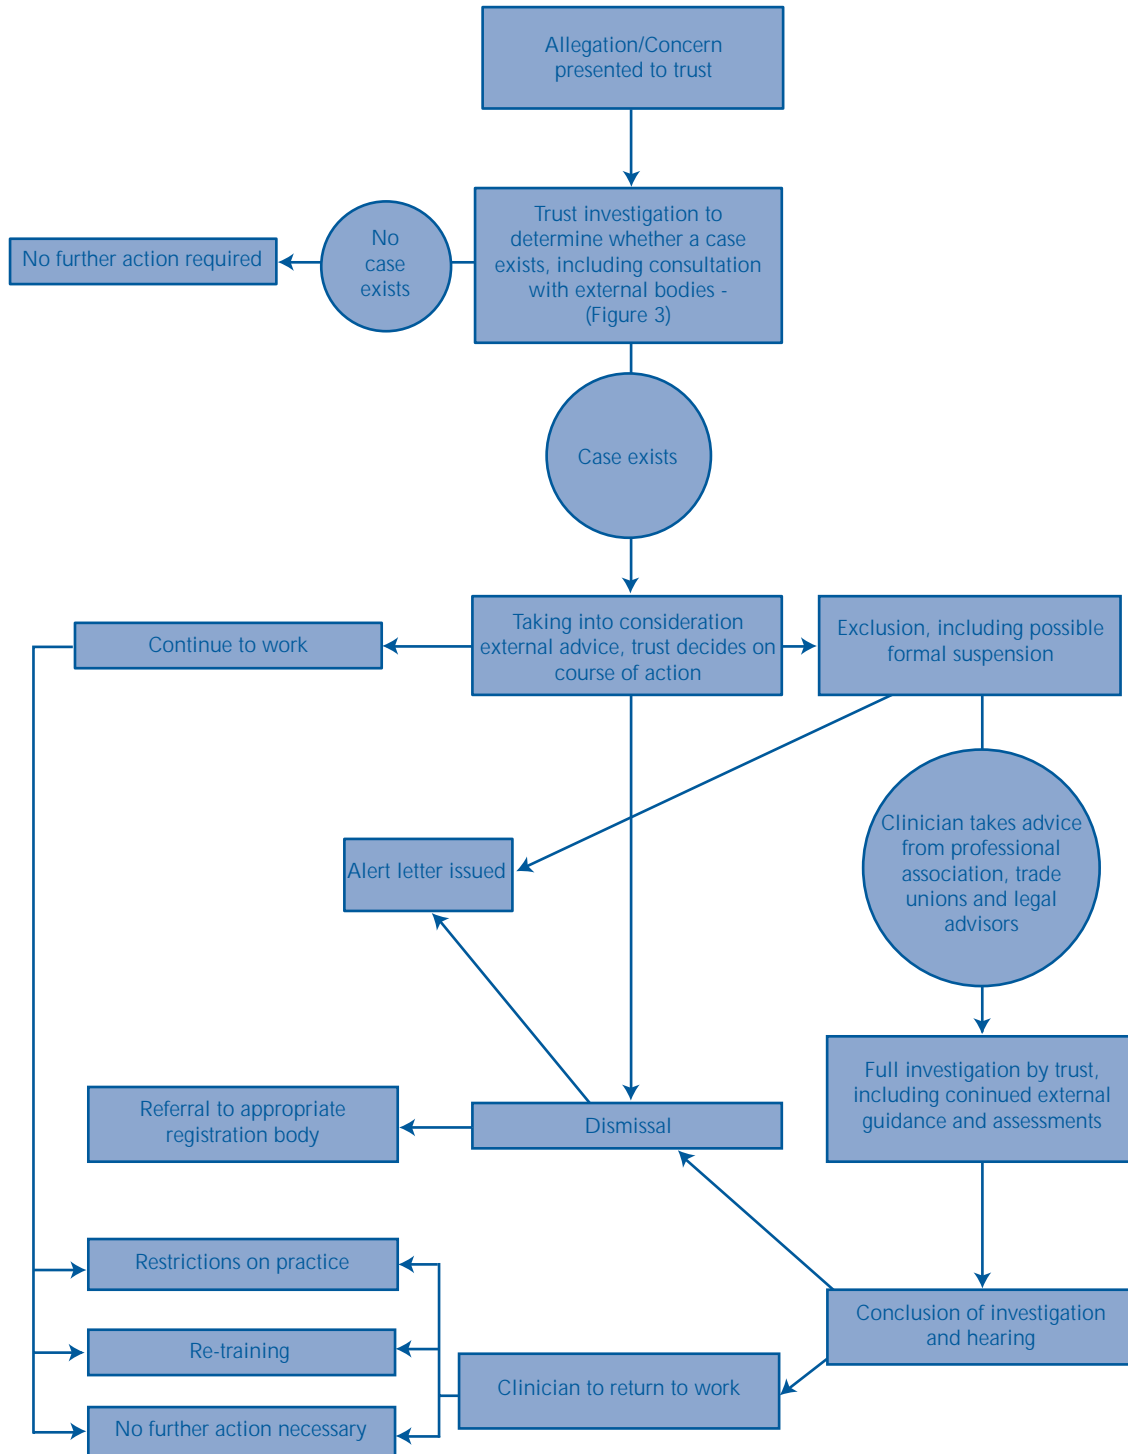 Allegation/Concern
presented to trust
Trust investigation to
determine whether a case
exists, including consultation
with external bodies -
(Figure 3)
No
case
exists
No further action required
Case exists
Taking into consideration
external advice, trust decides on
course of action
Continue to work
Exclusion, including possible
formal suspension
Clinician takes advice
from professional
association, trade
unions and legal
advisors
Alert letter issued
Full investigation by trust,
including coninued external
guidance and assessments
Referral to appropriate
registration body
Dismissal
Restrictions on practice
Conclusion of investigation
and hearing
Re-training
Clinician to return to work
No further action necessary